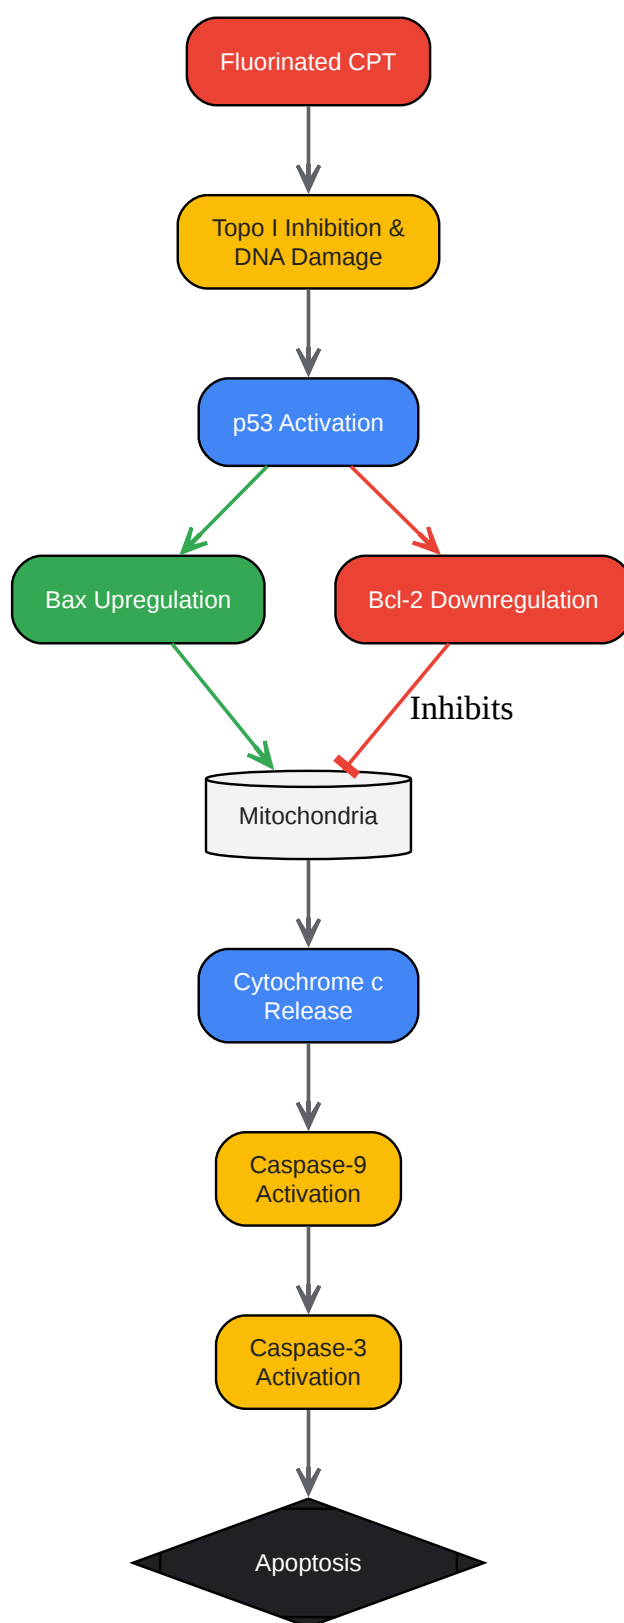 Fluorinated CPT
Topo I Inhibition &
DNA Damage
p53 Activation
Bax Upregulation
Bcl-2 Downregulation
Inhibits
Mitochondria
Cytochrome c
Release
Caspase-9
Activation
Caspase-3
Activation
Apoptosis